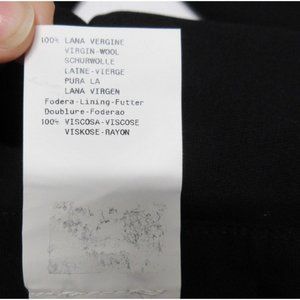 100% LANA VERGINE
VIRGIN-WOOL
SCHURWOLLE
LAINE-VIERGE
PURA LA
LANA VIRGEN
Fodera-Lining-Futter
Doublure-Foderao
100% VISCOSA-VISCOSE
VISKOSE-RAYON